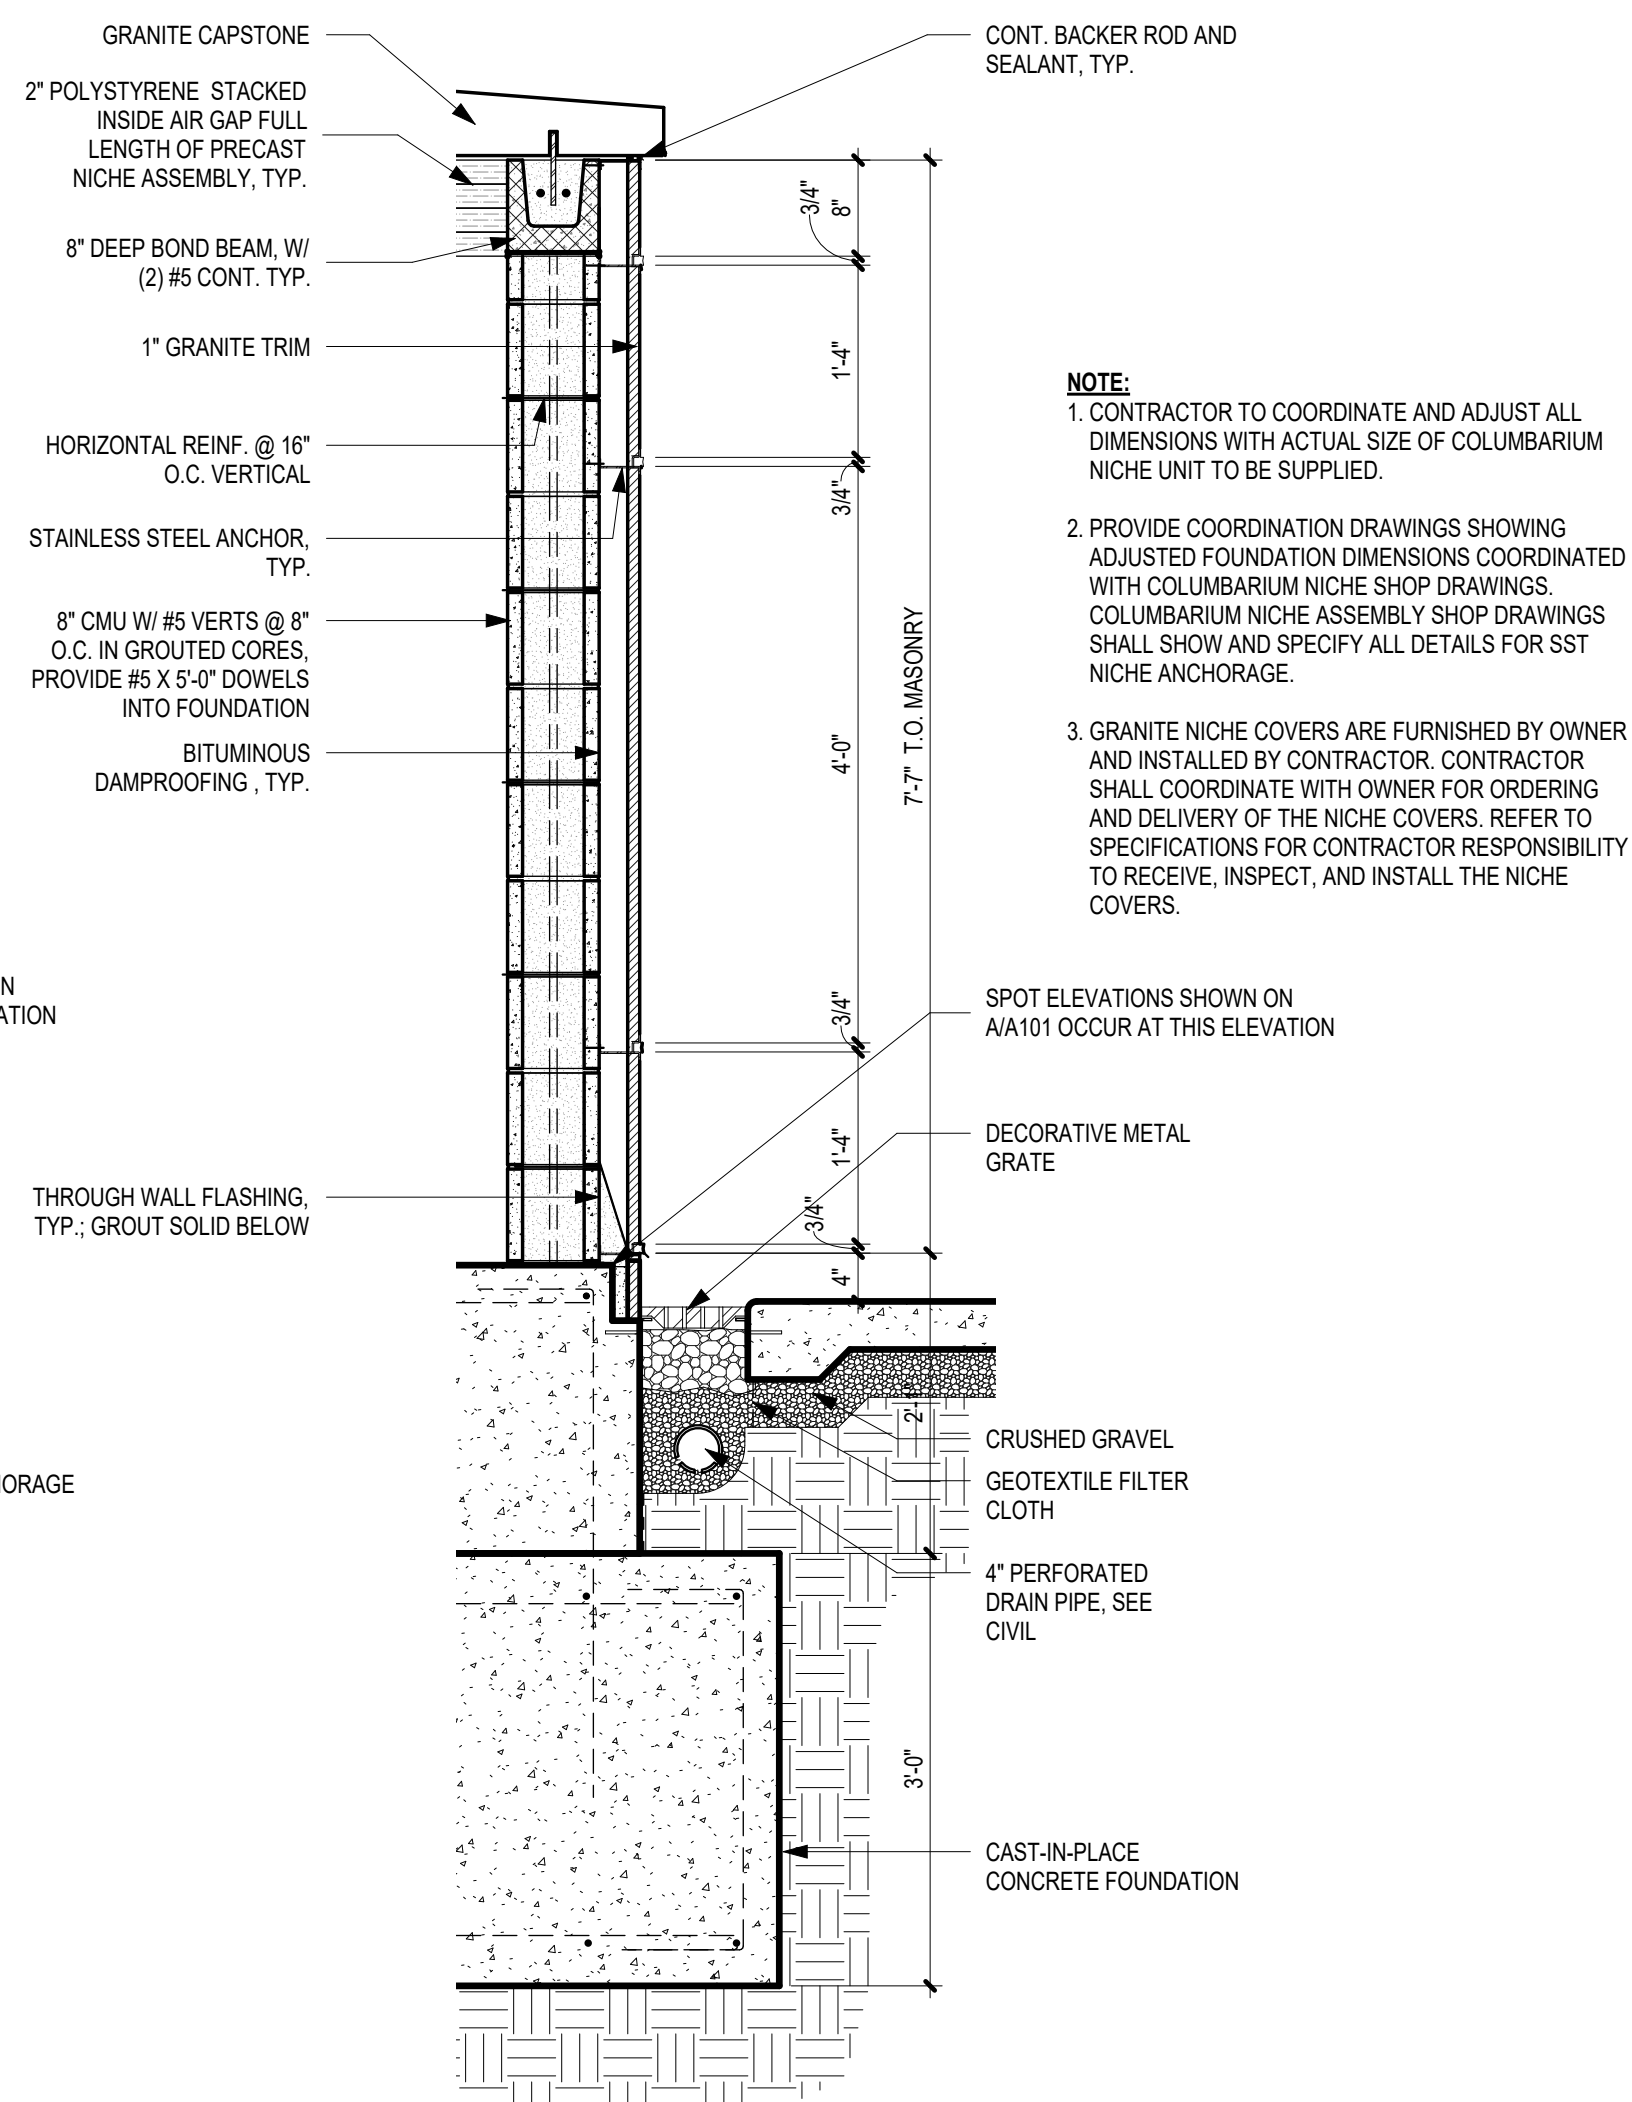 GRANITE CAPSTONE
2" POLYSTYRENE STACKED
INSIDE AIR GAP FULL
LENGTH OF PRECAST
NICHE ASSEMBLY, TYP.
8" DEEP BOND BEAM, W/
(2) #5 CONT. TYP.
1" GRANITE TRIM
HORIZONTAL REINF. @ 16"
O.C. VERTICAL
STAINLESS STEEL ANCHOR,
TYP.
8" CMU W/ #5 VERTS @ 8"
O.C. IN GROUTED CORES,
PROVIDE #5 X 5'-0" DOWELS
INTO FOUNDATION
BITUMINOUS
DAMPROOFING , TYP.
N
ATION
THROUGH WALL FLASHING,
TYP.; GROUT SOLID BELOW
ORAGE
CONT. BACKER ROD AND
SEALANT, TYP.
3/4"
8"
1'-4"
3/4"
4'-0"
7'-7" T.O. MASONRY
3/4"
1'-4"
3/4"
4"
3'-0"
NOTE:
1. CONTRACTOR TO COORDINATE AND ADJUST ALL
DIMENSIONS WITH ACTUAL SIZE OF COLUMBARIUM
NICHE UNIT TO BE SUPPLIED.
2. PROVIDE COORDINATION DRAWINGS SHOWING
ADJUSTED FOUNDATION DIMENSIONS COORDINATED
WITH COLUMBARIUM NICHE SHOP DRAWINGS.
COLUMBARIUM NICHE ASSEMBLY SHOP DRAWINGS
SHALL SHOW AND SPECIFY ALL DETAILS FOR SST
NICHE ANCHORAGE.
3. GRANITE NICHE COVERS ARE FURNISHED BY OWNER
AND INSTALLED BY CONTRACTOR. CONTRACTOR
SHALL COORDINATE WITH OWNER FOR ORDERING
AND DELIVERY OF THE NICHE COVERS. REFER TO
SPECIFICATIONS FOR CONTRACTOR RESPONSIBILITY
TO RECEIVE, INSPECT, AND INSTALL THE NICHE
COVERS.
SPOT ELEVATIONS SHOWN ON
A/A101 OCCUR AT THIS ELEVATION
DECORATIVE METAL
GRATE
CRUSHED GRAVEL
GEOTEXTILE FILTER
CLOTH
4" PERFORATED
DRAIN PIPE, SEE
CIVIL
CAST-IN-PLACE
CONCRETE FOUNDATION